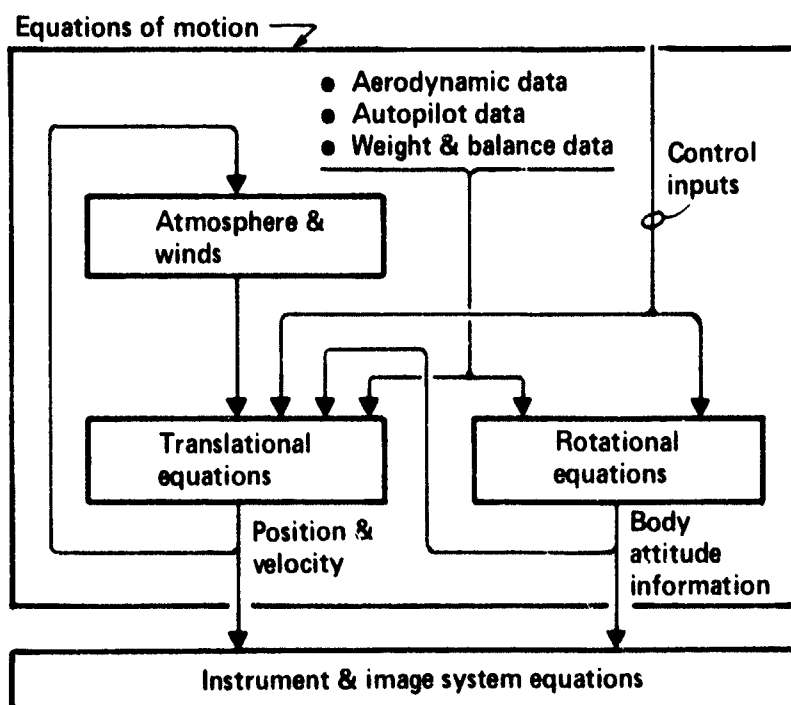 Equations of motion
● Aerodynamic data
● Autopilot data
● Weight & balance data
Control
inputs
Atmosphere &
winds
Translational
equations
Rotational
equations
Position &
velocity
Body
attitude
information
Instrument & image system equations